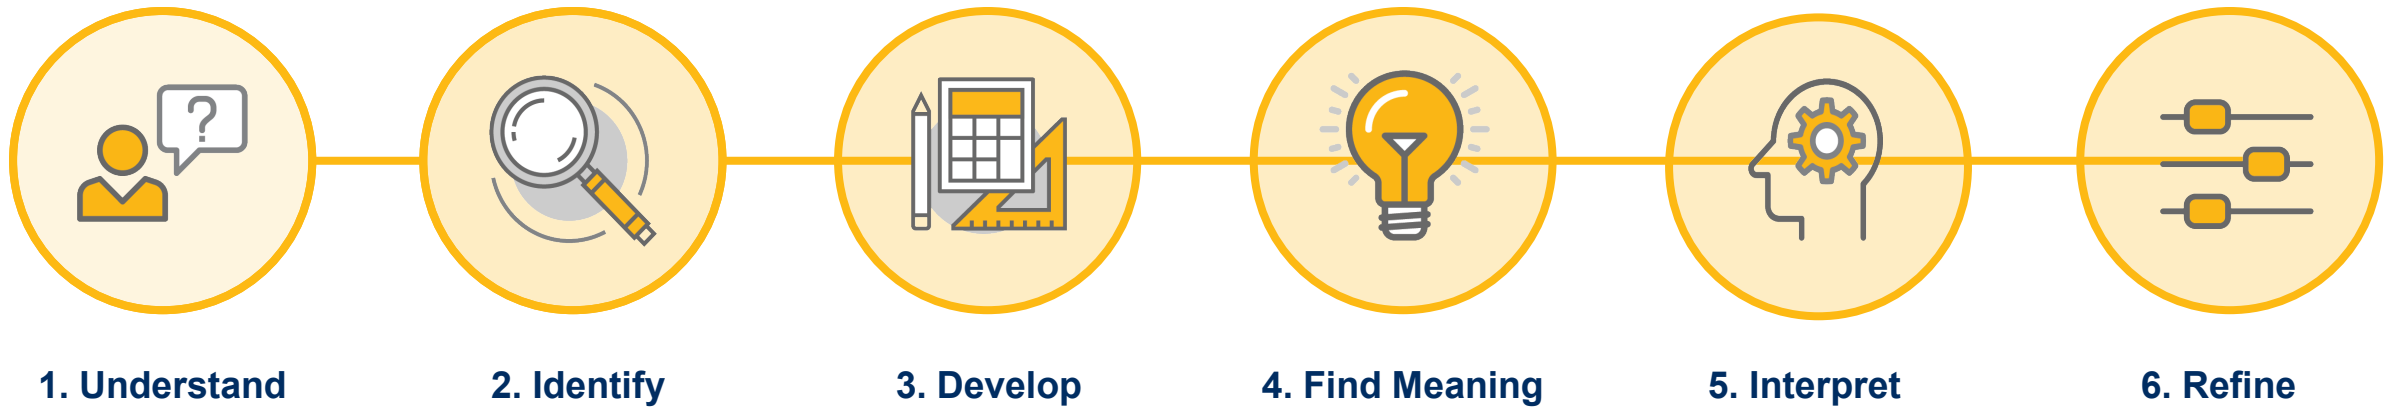 ?
1. Understand
2. Identify
3. Develop
4. Find Meaning
5. Interpret
6. Refine